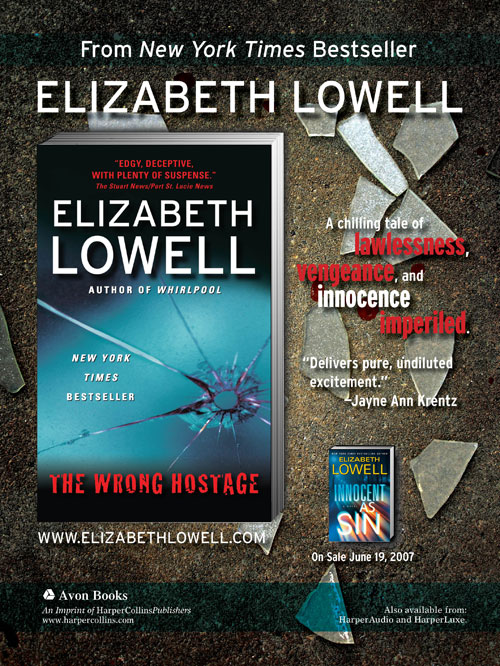 From New York Times Bestseller
ELIZABETH LOWELL
"EDGY, DECEPTIVE,
WITH PLENTY OF SUSPENSE."
The Stuart News/Port St. Lucie News
ELIZABETH
LOWELL
AUTHOR OF WHIRLPOOL
NEW YORK
TIMES
BESTSELLER
THE WRONG HOSTAGE
WWW.ELIZABETHLOWELL.COM
A chilling tale of
lawlessness,
vengeance, and
innocence
imperiled.
"Delivers pure, undiluted
excitement."
–Jayne Ann Krentz
ELIZABETH
LOWELL
INNOCENT
AS
SIN
On Sale June 19, 2007
Avon Books
An Imprint of HarperCollinsPublishers
www.harpercollins.com
Also available from:
HarperAudio and HarperLuxe.